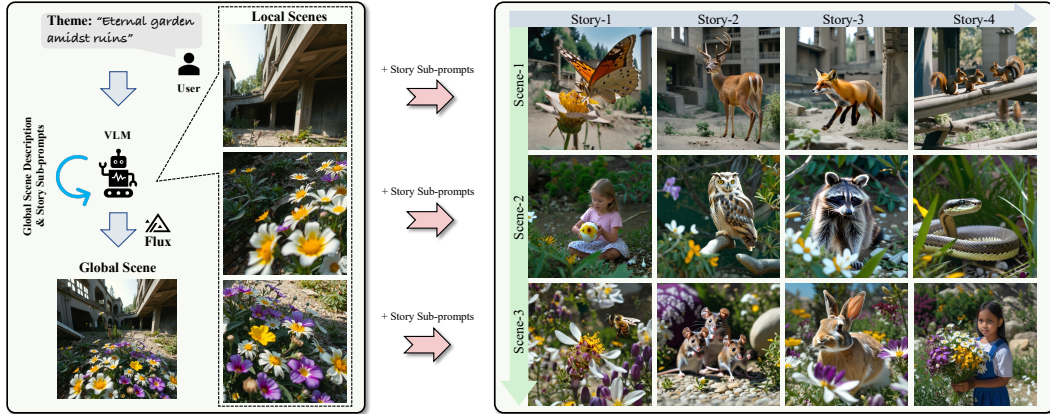 Theme: “Eternal garden
amidst ruins”
User
VLM
Global Scene Description
& Story Sub-prompts
Flux
Global Scene
Local Scenes
+ Story Sub-prompts
+ Story Sub-prompts
+ Story Sub-prompts
Story-1
Story-2
Story-3
Story-4
Scene-1
Scene-2
Scene-3